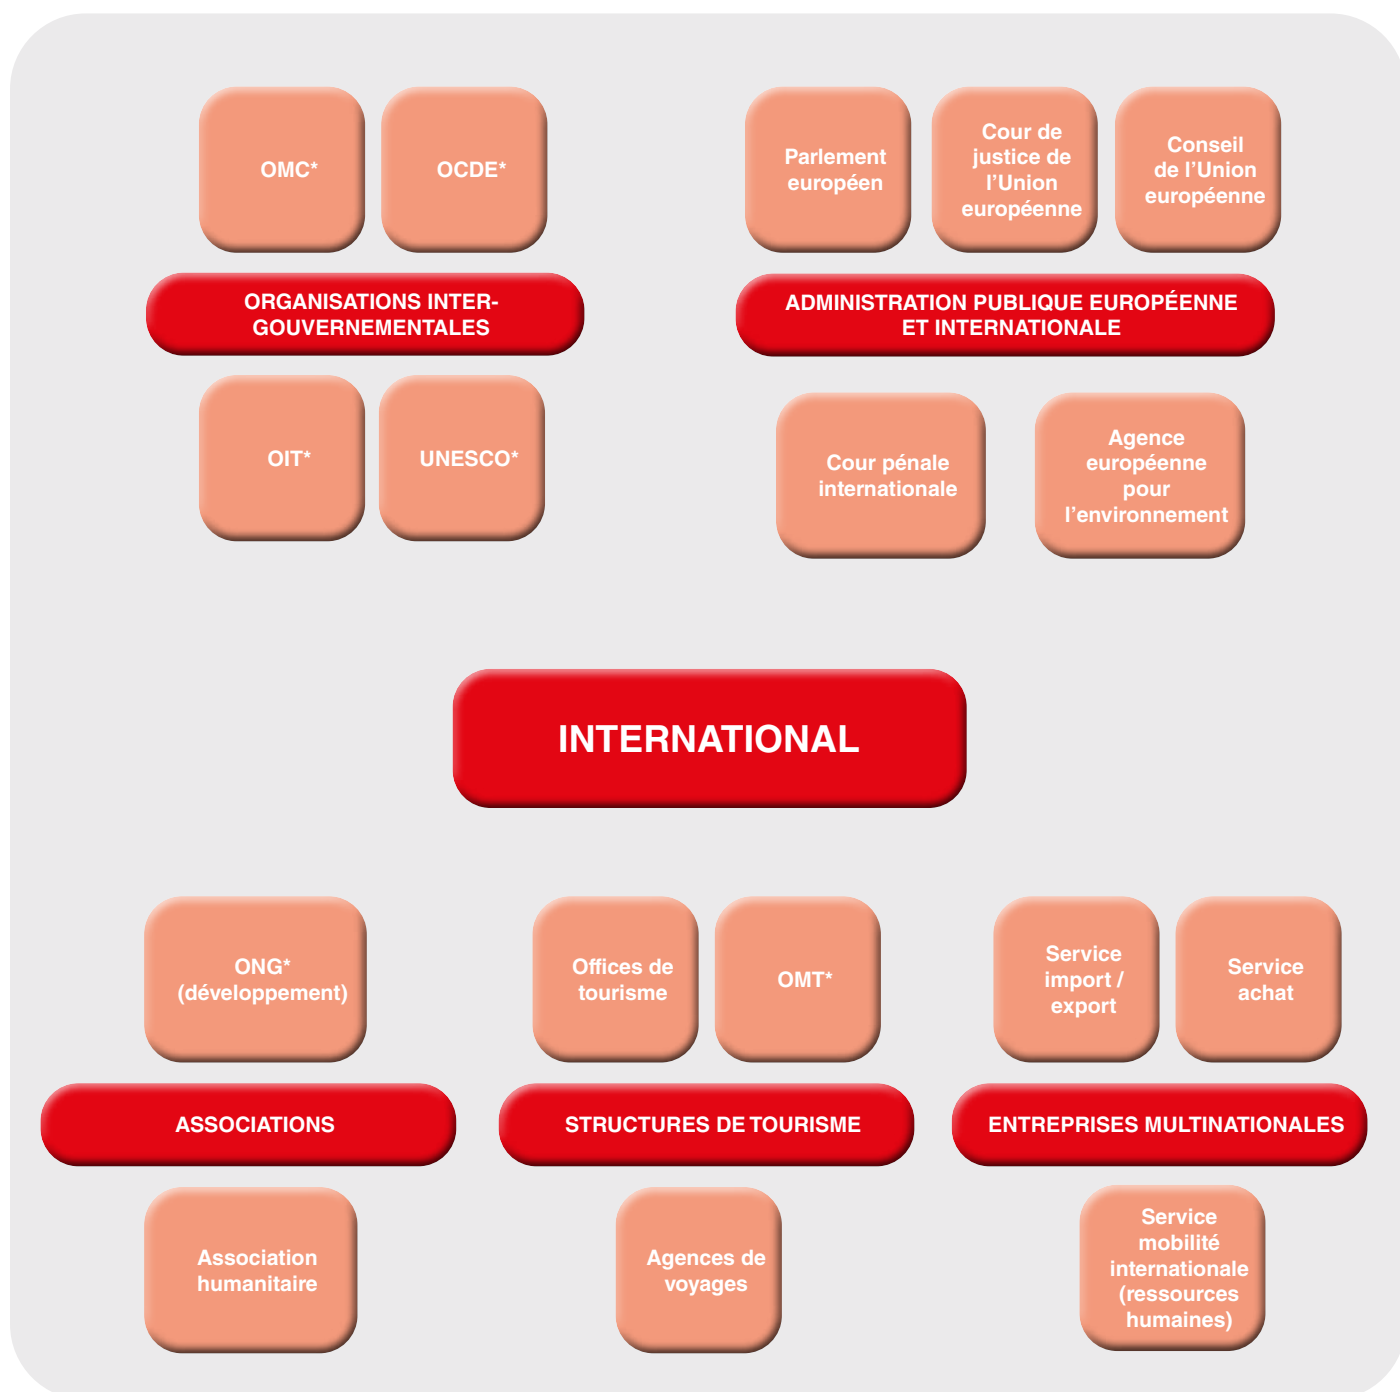 OMC*
OCDE*
Parlement
européen
Cour de
justice de
l'Union
européenne
Conseil
de l'Union
européenne
ORGANISATIONS INTER-
GOUVERNEMENTALES
ADMINISTRATION PUBLIQUE EUROPÉENNE
ET INTERNATIONALE
OIT*
UNESCO*
Cour pénale
internationale
Agence
européenne
pour
l'environnement
INTERNATIONAL
ONG*
(développement)
Offices de
tourisme
OMT*
Service
import /
export
Service
achat
ASSOCIATIONS
STRUCTURES DE TOURISME
ENTREPRISES MULTINATIONALES
Association
humanitaire
Agences de
voyages
Service
mobilité
internationale
(ressources
humaines)